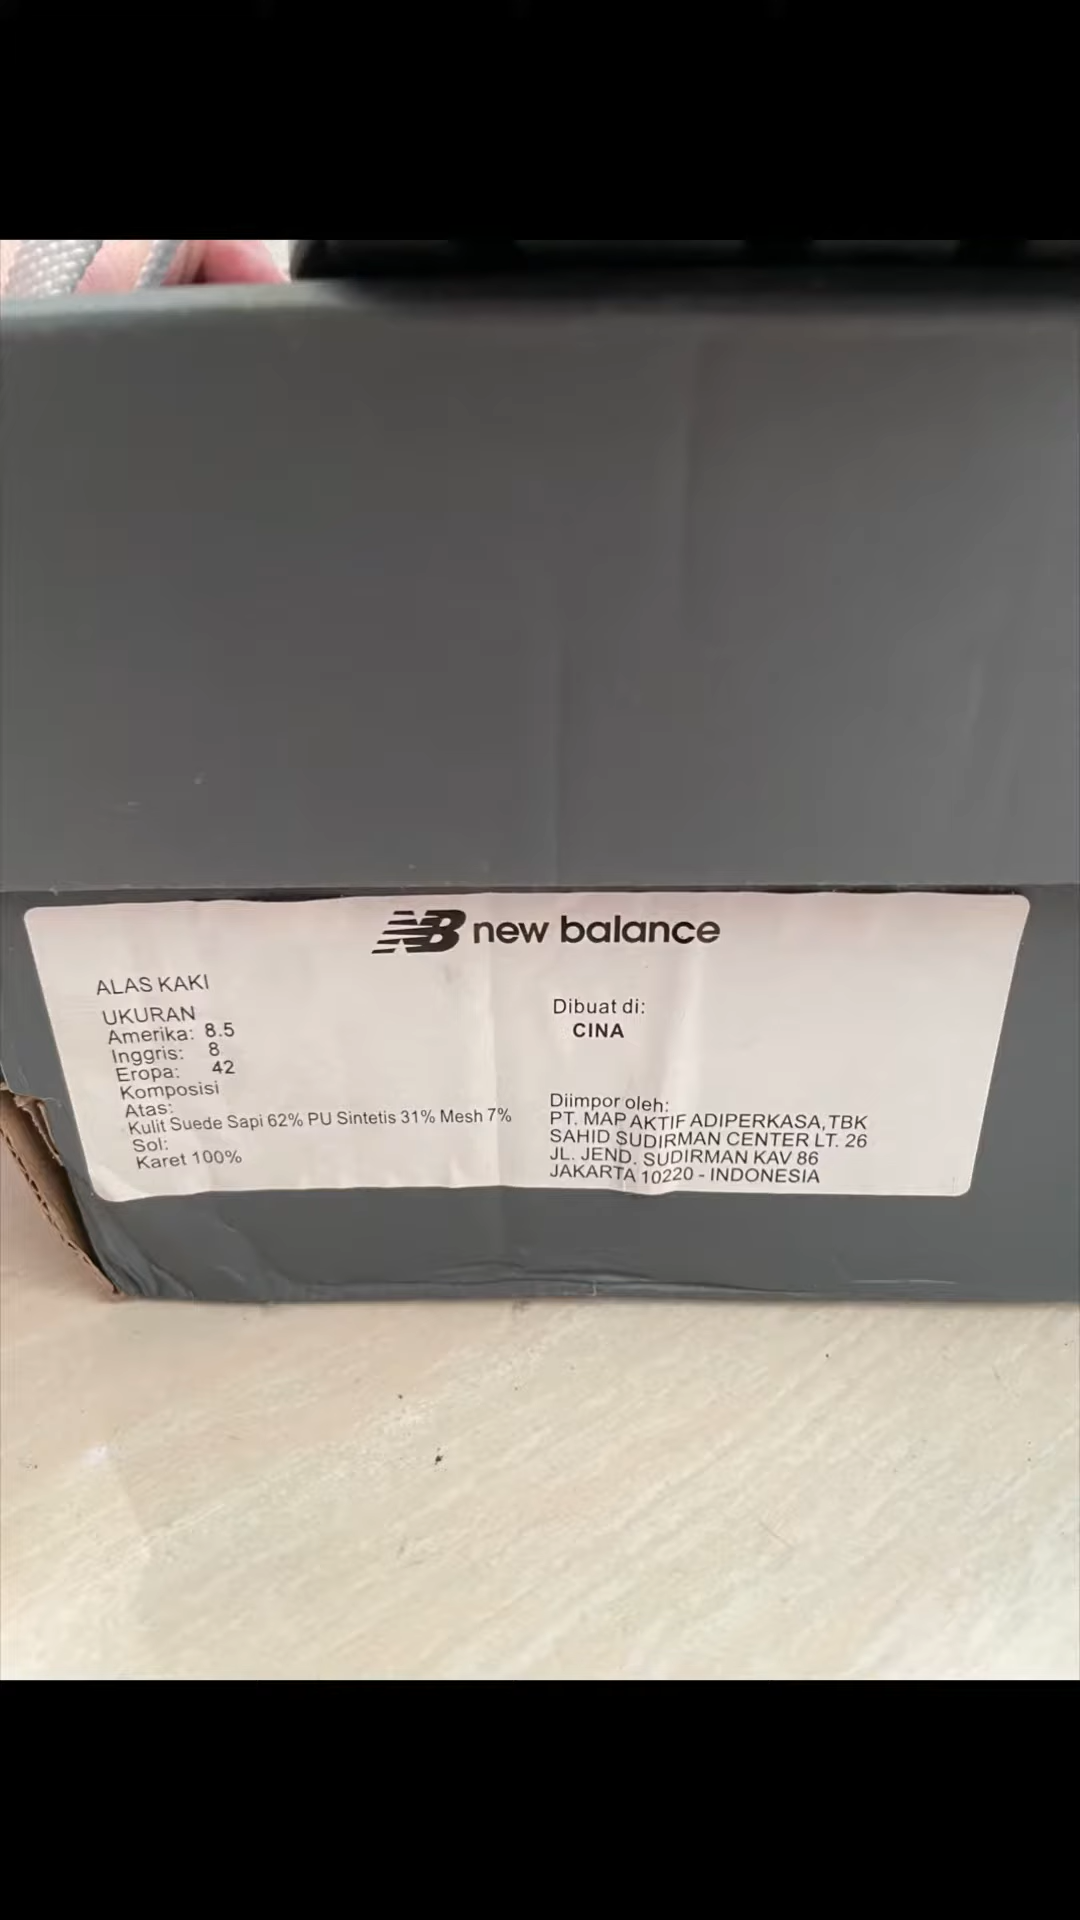 new balance
ALAS KAKI
UKURAN
Amerika: 8.5
Inggris: 8
Eropa: 42
Komposisi
Atas:
Kulit Suede Sapi 62% PU Sintetis 31% Mesh 7%
Sol:
Karet 100%
Dibuat di:
CINA
Diimpor oleh:
PT. MAP AKTIF ADIPERKASA,TBK
SAHID SUDIRMAN CENTER LT. 26
JL. JEND. SUDIRMAN KAV 86
JAKARTA 10220 - INDONESIA